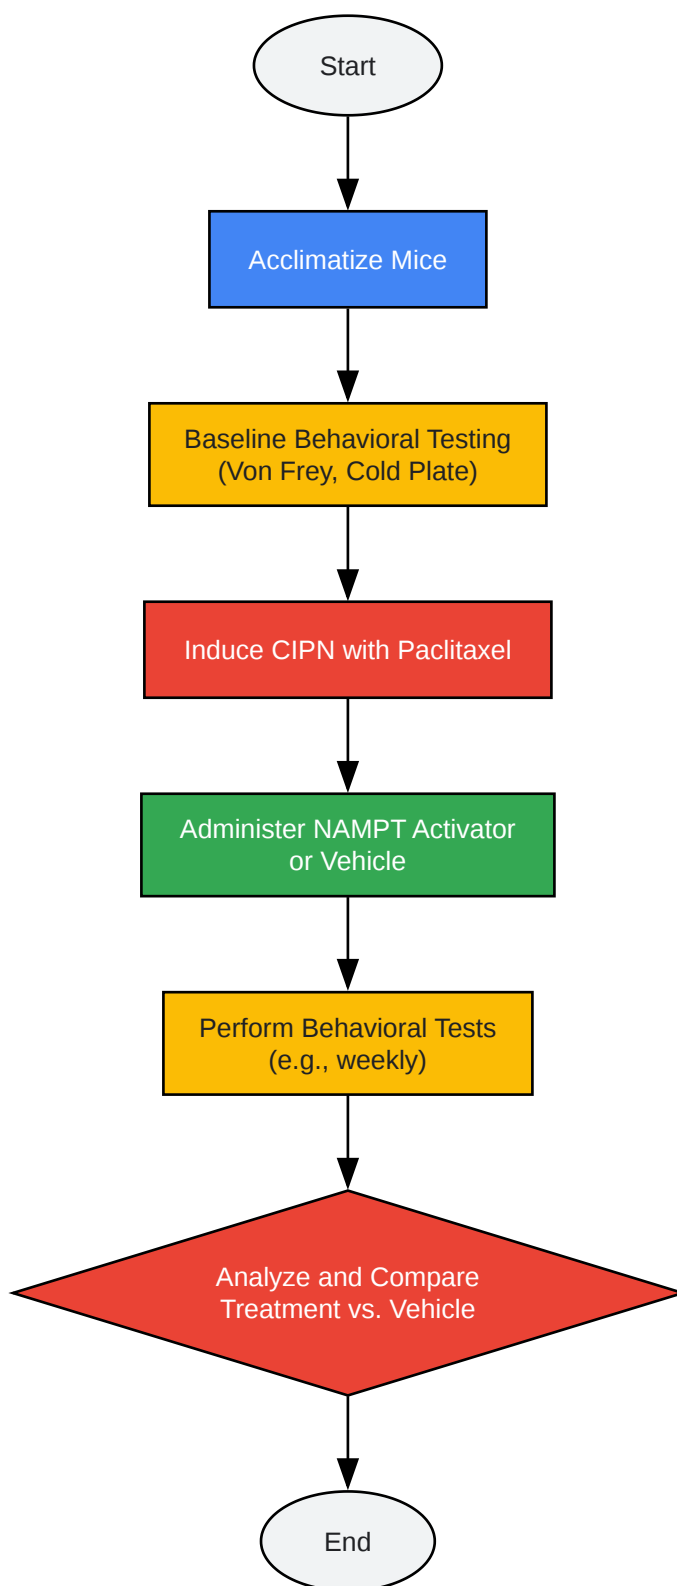 Start
Acclimatize Mice
Baseline Behavioral Testing
(Von Frey, Cold Plate)
Induce CIPN with Paclitaxel
Administer NAMPT Activator
or Vehicle
Perform Behavioral Tests
(e.g., weekly)
Analyze and Compare
Treatment vs. Vehicle
End